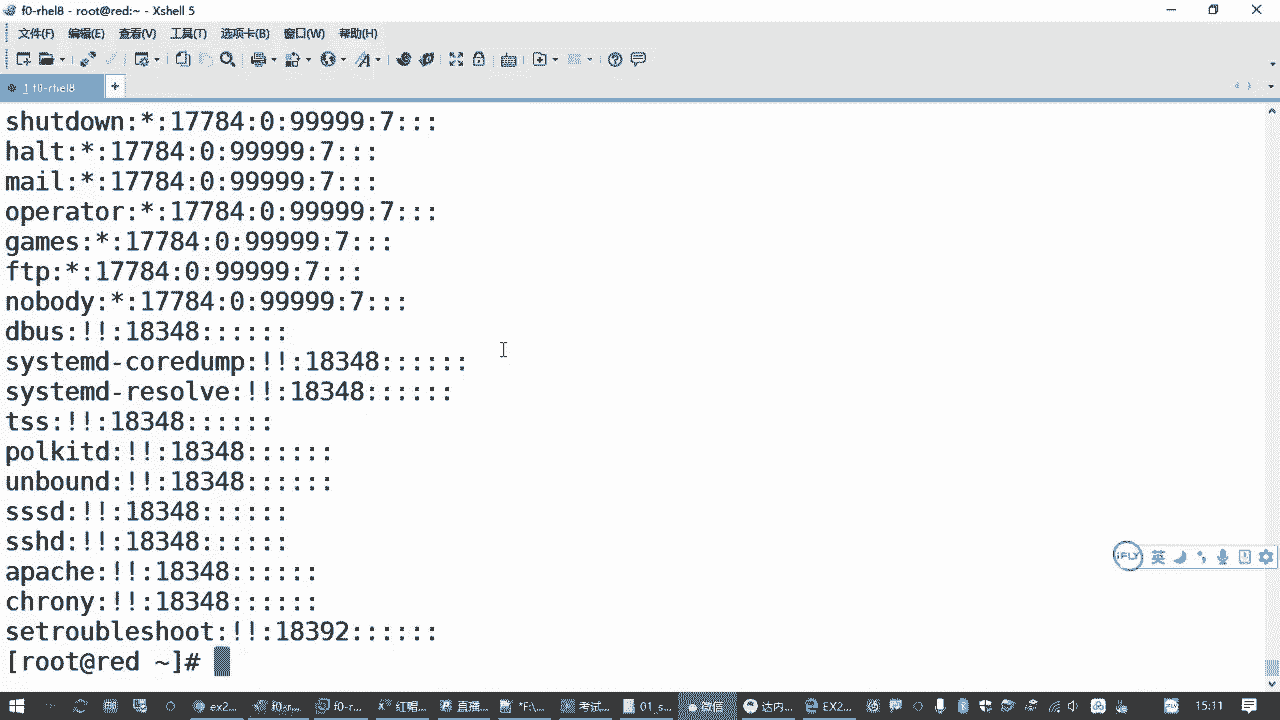 f0-rhel8 - root@red:~ - Xshell 5
文件(F) 编辑(E) 查看(V) 工具(T) 选项卡(B) 窗口(W) 帮助(H)
1 f0-rhel8 +
shutdown:*:17784:0:99999:7:::
halt:*:17784:0:99999:7:::
mail:*:17784:0:99999:7:::
operator:*:17784:0:99999:7:::
games:*:17784:0:99999:7:::
ftp:*:17784:0:99999:7:::
nobody:*:17784:0:99999:7:::
dbus:!!:18348::::::
systemd-coredump:!!:18348::::::
systemd-resolve:!!:18348::::::
tss:!!:18348::::::
polkitd:!!:18348::::::
unbound:!!:18348::::::
sssd:!!:18348::::::
sshd:!!:18348::::::
apache:!!:18348::::::
chrony:!!:18348::::::
setroubleshoot:!!:18392::::::
[root@red ~]#
iFLY 英
ex2... f0-r... f0-r... 红帽... 直播... *F:\... 考试... 01_s... 微信 达内... EX2... 15:11